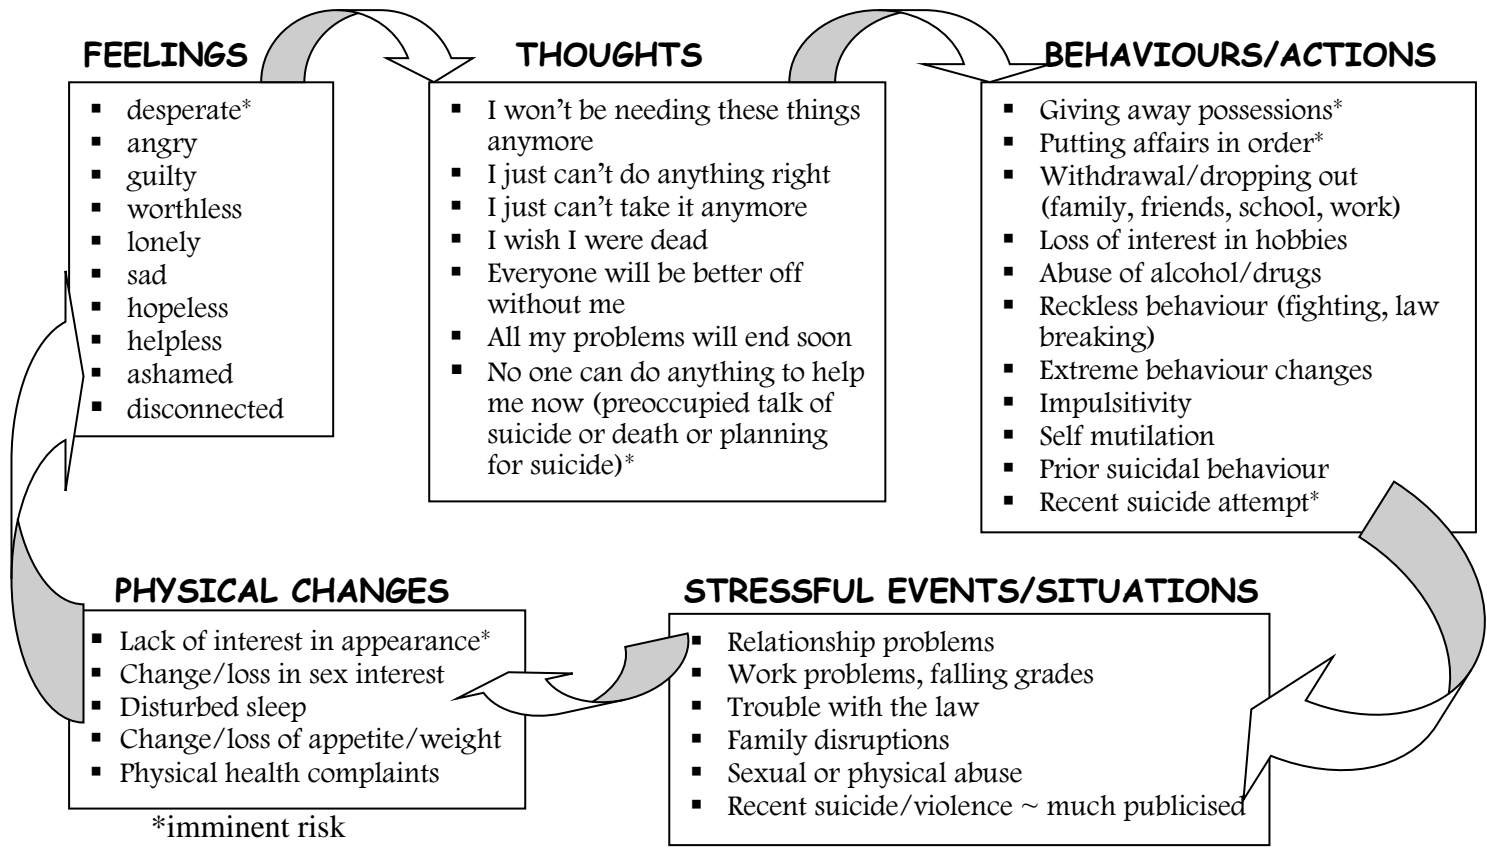 FEELINGS
▪ desperate*
▪ angry
▪ guilty
▪ worthless
▪ lonely
▪ sad
▪ hopeless
▪ helpless
▪ ashamed
▪ disconnected
THOUGHTS
▪ I won’t be needing these things
anymore
▪ I just can’t do anything right
▪ I just can’t take it anymore
▪ I wish I were dead
▪ Everyone will be better off
without me
▪ All my problems will end soon
▪ No one can do anything to help
me now (preoccupied talk of
suicide or death or planning
for suicide)*
BEHAVIOURS/ACTIONS
▪ Giving away possessions*
▪ Putting affairs in order*
▪ Withdrawal/dropping out
(family, friends, school, work)
▪ Loss of interest in hobbies
▪ Abuse of alcohol/drugs
▪ Reckless behaviour (fighting, law
breaking)
▪ Extreme behaviour changes
▪ Impulsitivity
▪ Self mutilation
▪ Prior suicidal behaviour
▪ Recent suicide attempt*
PHYSICAL CHANGES
▪ Lack of interest in appearance*
▪ Change/loss in sex interest
▪ Disturbed sleep
▪ Change/loss of appetite/weight
▪ Physical health complaints
*imminent risk
STRESSFUL EVENTS/SITUATIONS
▪ Relationship problems
▪ Work problems, falling grades
▪ Trouble with the law
▪ Family disruptions
▪ Sexual or physical abuse
▪ Recent suicide/violence ~ much publicised